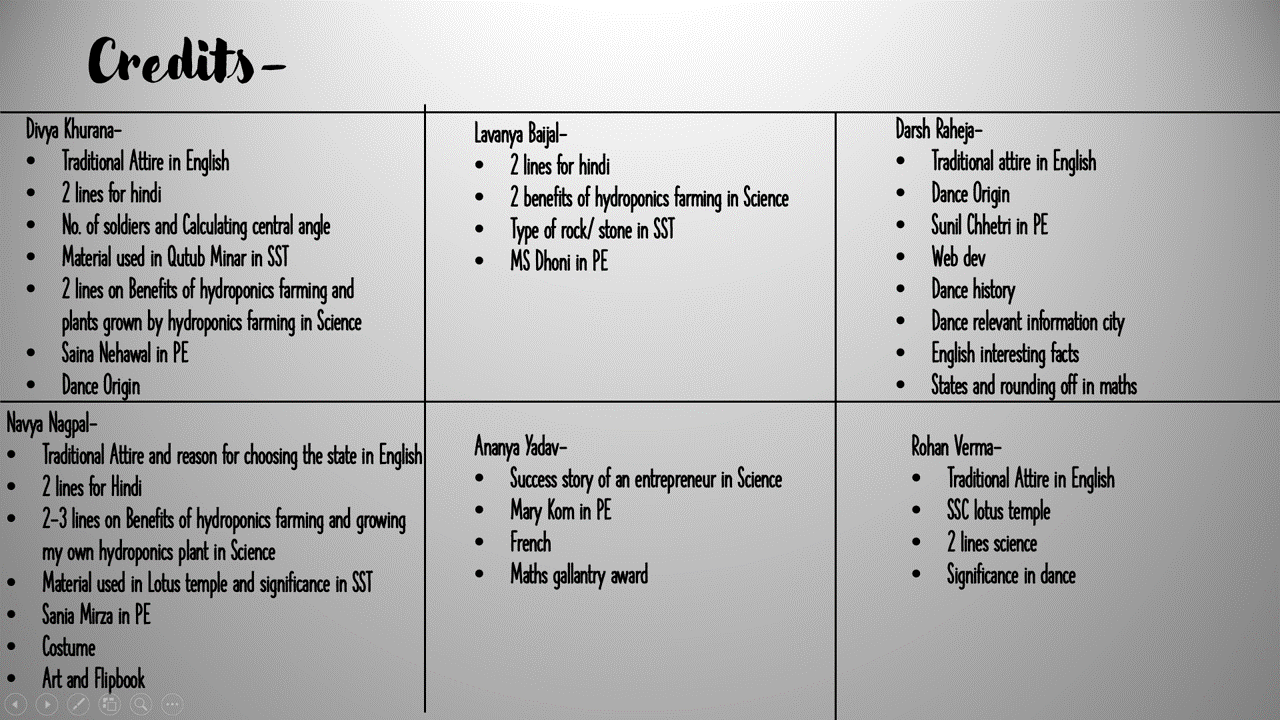 Credits-
Divya Khurana-
• Traditional Attire in English
• 2 lines for hindi
• No. of soldiers and Calculating central angle
• Material used in Qutub Minar in SST
• 2 lines on Benefits of hydroponics farming and
plants grown by hydroponics farming in Science
• Saina Nehawal in PE
• Dance Origin
Lavanya Baijal-
• 2 lines for hindi
• 2 benefits of hydroponics farming in Science
• Type of rock/ stone in SST
• MS Dhoni in PE
Darsh Raheja-
• Traditional attire in English
• Dance Origin
• Sunil Chhetri in PE
• Web dev
• Dance history
• Dance relevant information city
• English interesting facts
• States and rounding off in maths
Navya Nagpal-
• Traditional Attire and reason for choosing the state in English
• 2 lines for Hindi
• 2-3 lines on Benefits of hydroponics farming and growing
my own hydroponics plant in Science
• Material used in Lotus temple and significance in SST
• Sania Mirza in PE
• Costume
• Art and Flipbook
Ananya Yadav-
• Success story of an entrepreneur in Science
• Mary Kom in PE
• French
• Maths gallantry award
Rohan Verma-
• Traditional Attire in English
• SSC lotus temple
• 2 lines science
• Significance in dance